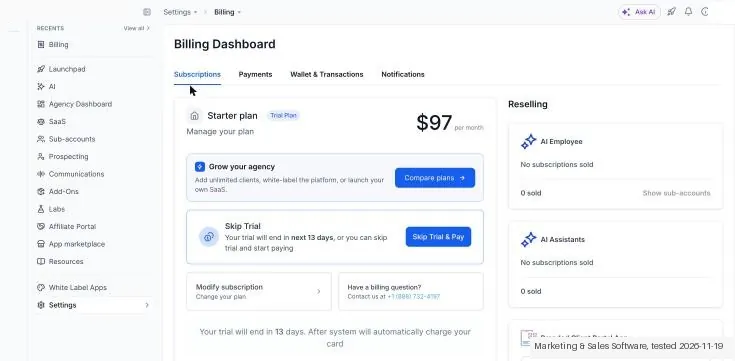 Settings
Billing
Ask AI
RECENTS
View all
Billing
Launchpad
AI
Agency Dashboard
SaaS
Sub-accounts
Prospecting
Communications
Add-Ons
Labs
Affiliate Portal
App marketplace
Resources
White Label Apps
Settings
Billing Dashboard
Subscriptions
Payments
Wallet & Transactions
Notifications
Starter plan
Trial Plan
Manage your plan
$97 per month
Grow your agency
Add unlimited clients, white-label the platform, or launch your
own SaaS.
Compare plans
Skip Trial
Your trial will end in next 13 days, or you can skip
trial and start paying
Skip Trial & Pay
Modify subscription
Change your plan
Have a billing question?
Contact us at +1 (888) 732-4197
Your trial will end in 13 days. After system will automatically charge your
card
Reselling
AI Employee
No subscriptions sold
0 sold
Show sub-accounts
AI Assistants
No subscriptions sold
0 sold
Marketing & Sales Software, tested 2026-11-19